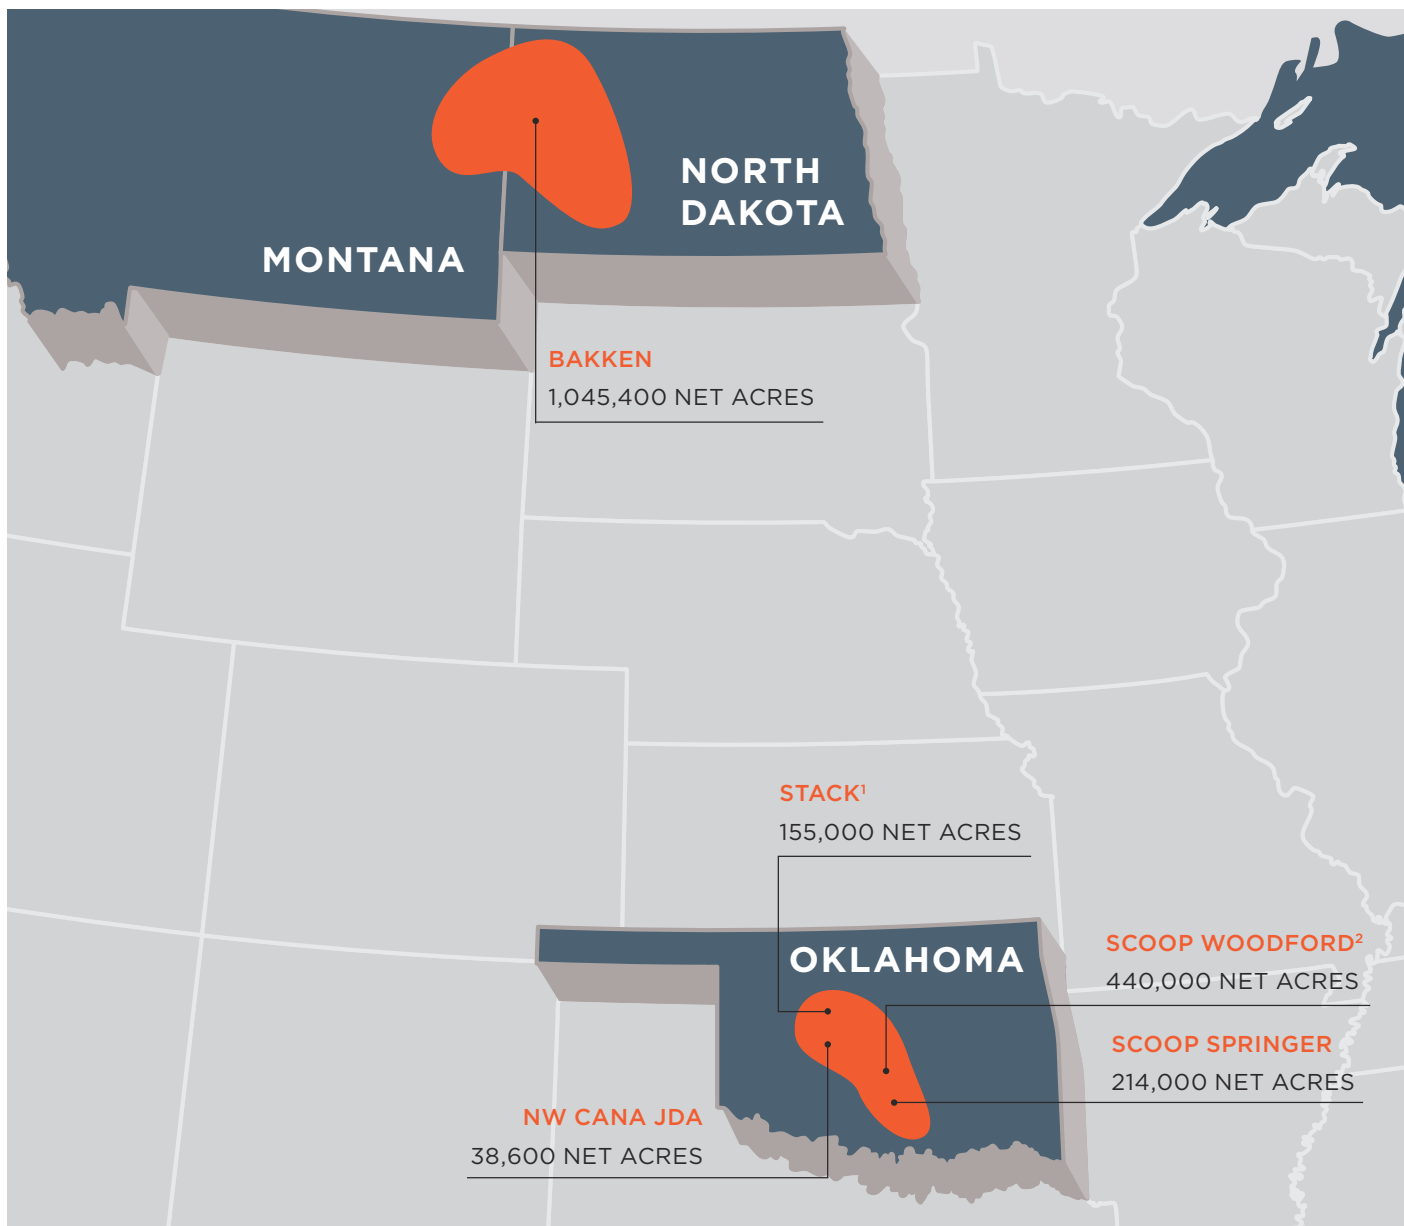 NORTH
DAKOTA
MONTANA
BAKKEN
1,045,400 NET ACRES
STACK¹
155,000 NET ACRES
OKLAHOMA
SCOOP WOODFORD²
440,000 NET ACRES
SCOOP SPRINGER
214,000 NET ACRES
NW CANA JDA
38,600 NET ACRES